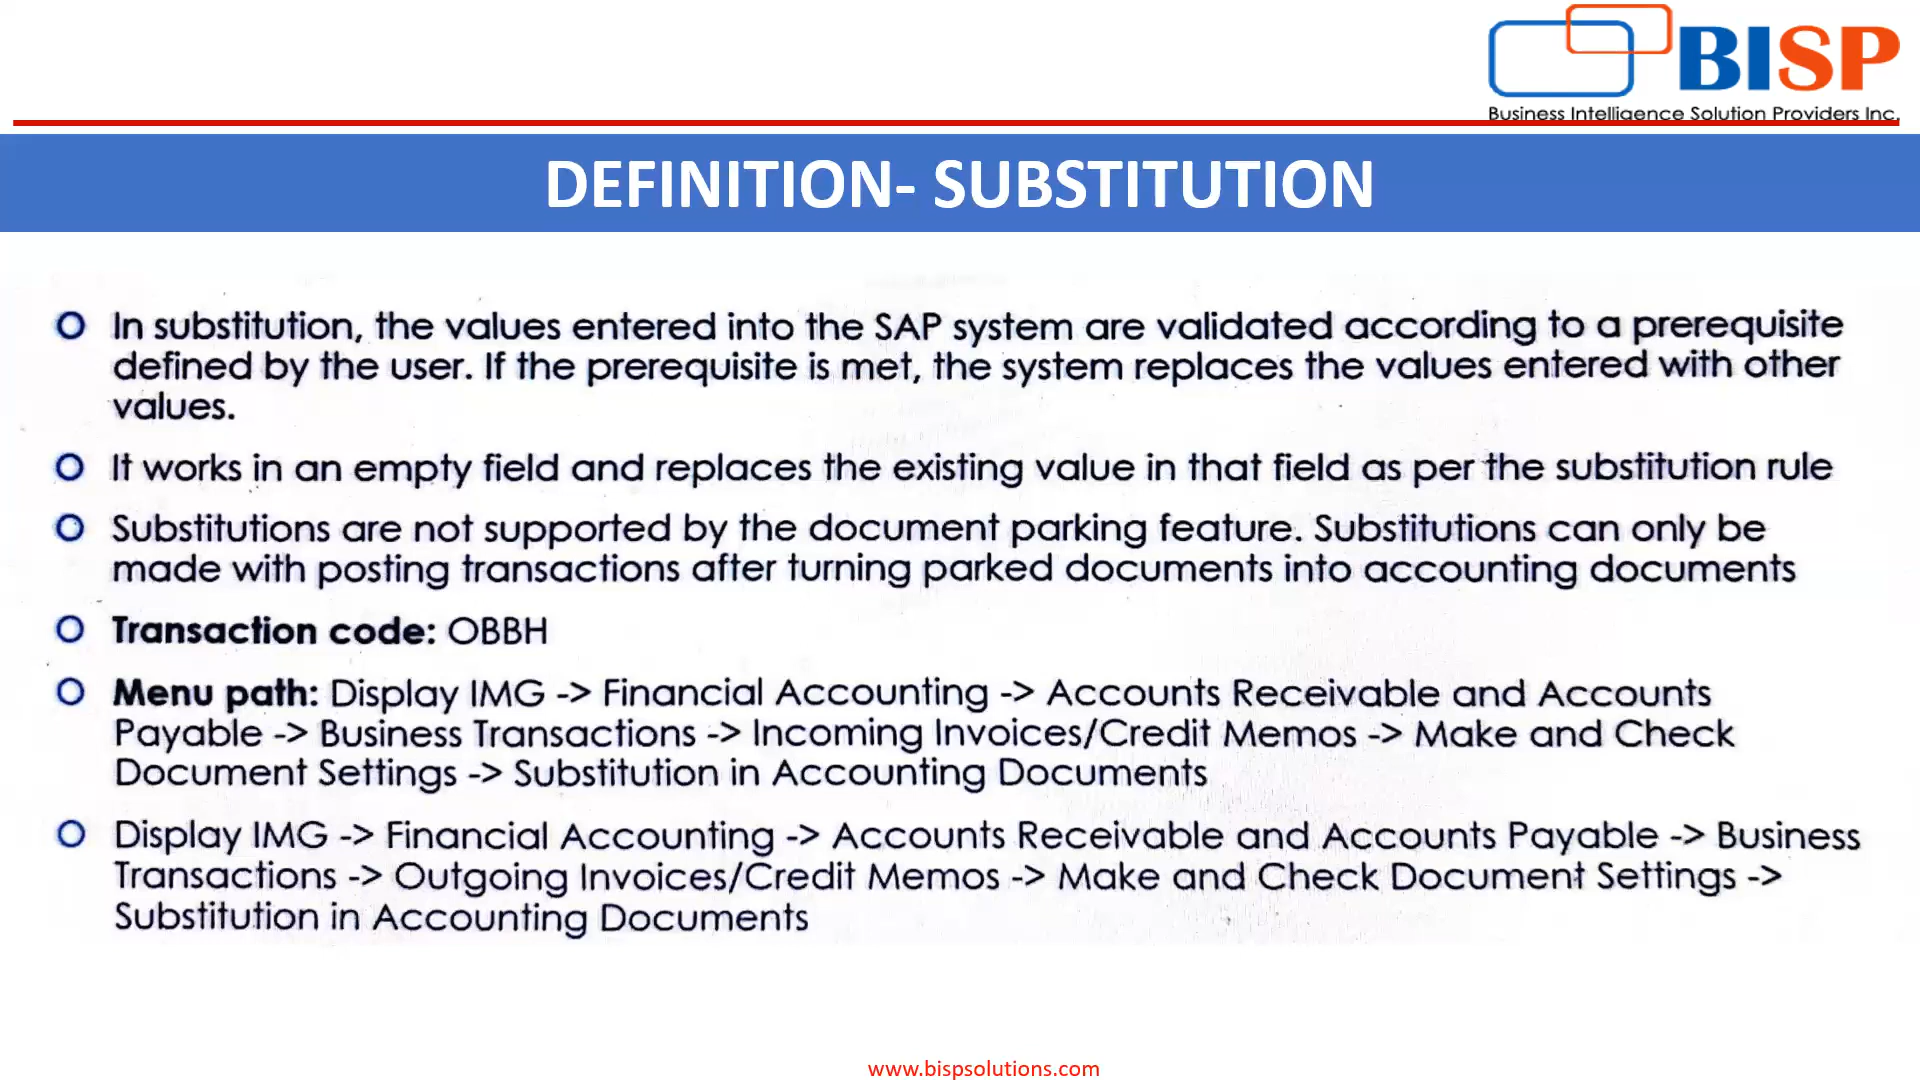 BISP
Business Intelligence Solution Providers Inc.
DEFINITION- SUBSTITUTION
In substitution, the values entered into the SAP system are validated according to a prerequisite
defined by the user. If the prerequisite is met, the system replaces the values entered with other
values.
It works in an empty field and replaces the existing value in that field as per the substitution rule
Substitutions are not supported by the document parking feature. Substitutions can only be
made with posting transactions after turning parked documents into accounting documents
Transaction code: OBBH
Menu path: Display IMG -> Financial Accounting -> Accounts Receivable and Accounts
Payable -> Business Transactions -> Incoming Invoices/Credit Memos -> Make and Check
Document Settings -> Substitution in Accounting Documents
Display IMG -> Financial Accounting -> Accounts Receivable and Accounts Payable -> Business
Transactions -> Outgoing Invoices/Credit Memos -> Make and Check Document Settings ->
Substitution in Accounting Documents
www.bispsolutions.com